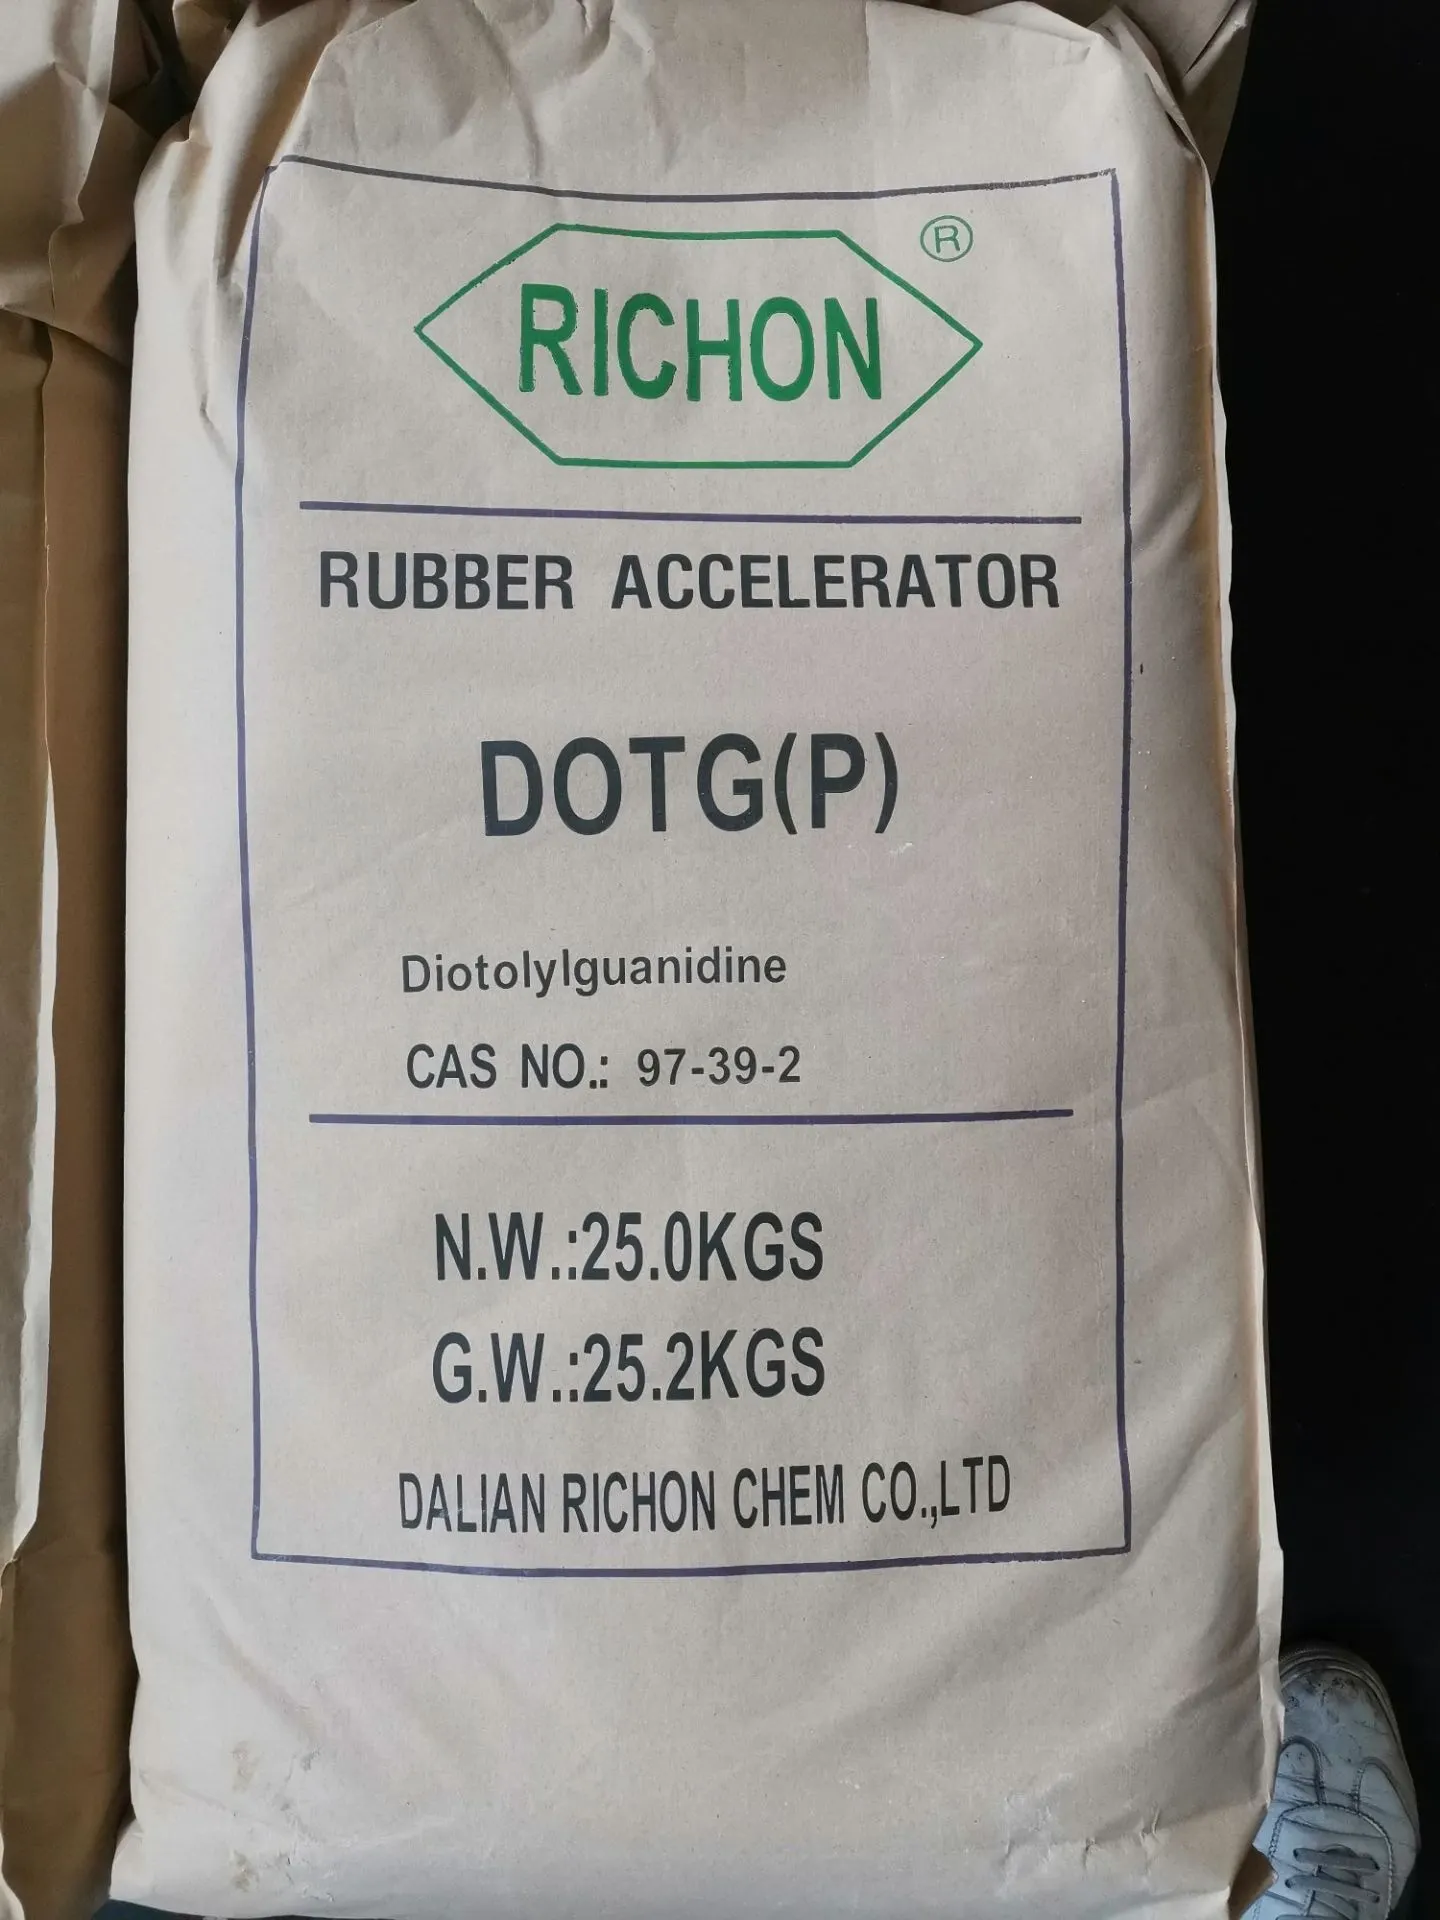 RICHON ®
RUBBER ACCELERATOR
DOTG(P)
Diotolylguanidine
CAS NO.: 97-39-2
N.W.:25.0KGS
G.W.:25.2KGS
DALIAN RICHON CHEM CO.,LTD